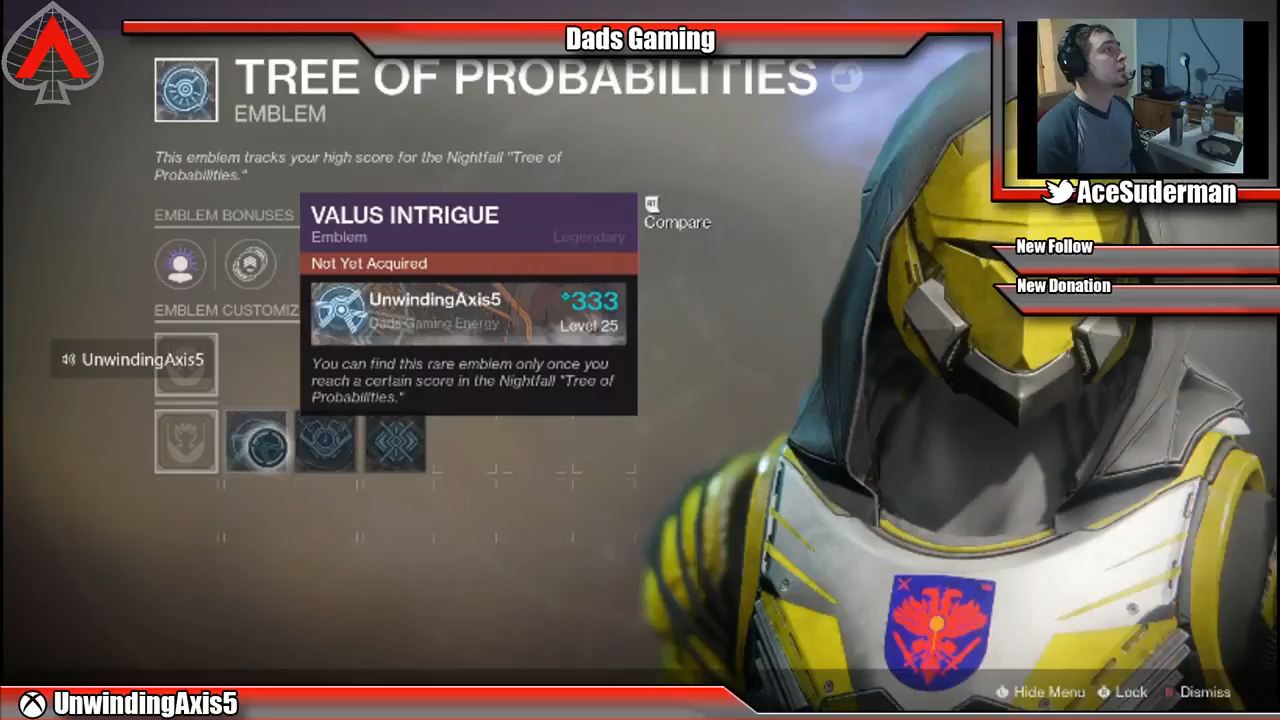 Dads Gaming
TREE OF PROBABILITIES
EMBLEM
This emblem tracks your high score for the Nightfall "Tree of
Probabilities."
EMBLEM BONUSES
VALUS INTRIGUE
Emblem
Legendary
Not Yet Acquired
UnwindingAxis5
333
Dads Gaming Energy
Level 25
You can find this rare emblem only once you
reach a certain score in the Nightfall "Tree of
Probabilities."
RT
Compare
EMBLEM CUSTOMIZ
UnwindingAxis5
AceSuderman
New Follow
New Donation
Hide Menu
Lock
B Dismiss
UnwindingAxis5